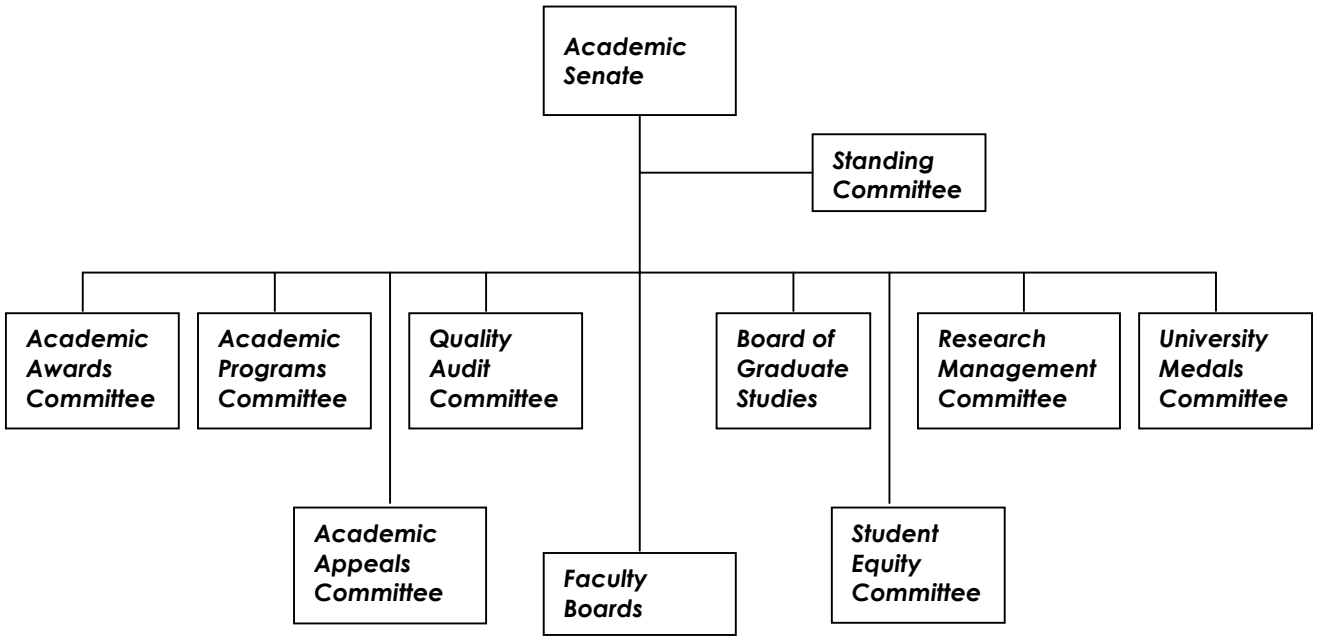 Academic
Senate
Standing
Committee
Academic
Awards
Committee
Academic
Programs
Committee
Quality
Audit
Committee
Board of
Graduate
Studies
Research
Management
Committee
University
Medals
Committee
Academic
Appeals
Committee
Faculty
Boards
Student
Equity
Committee